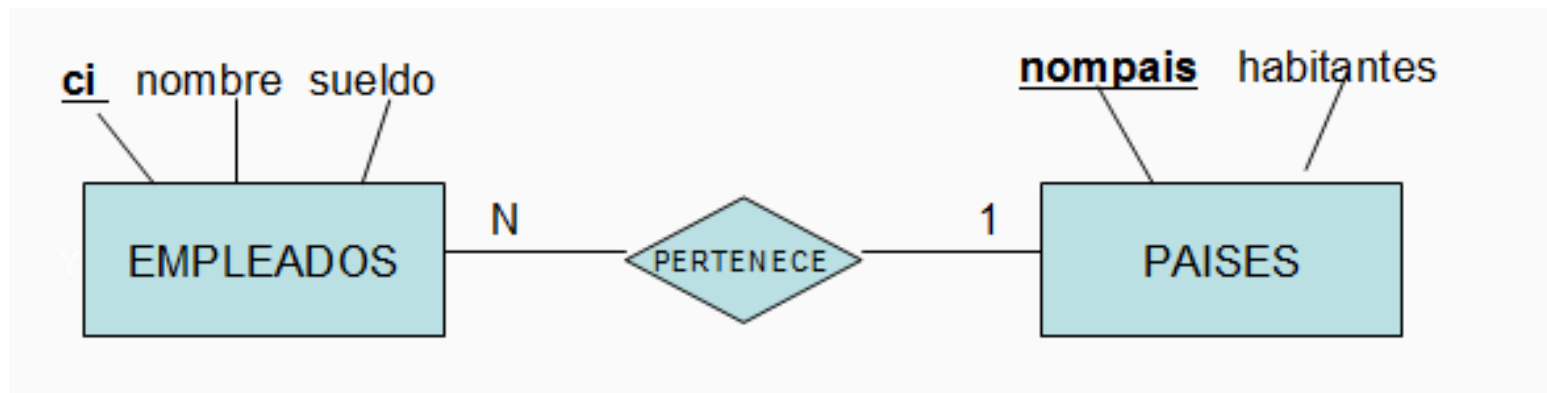 ci nombre sueldo
nompais habitantes
N
1
EMPLEADOS
PERTENECE
PAISES